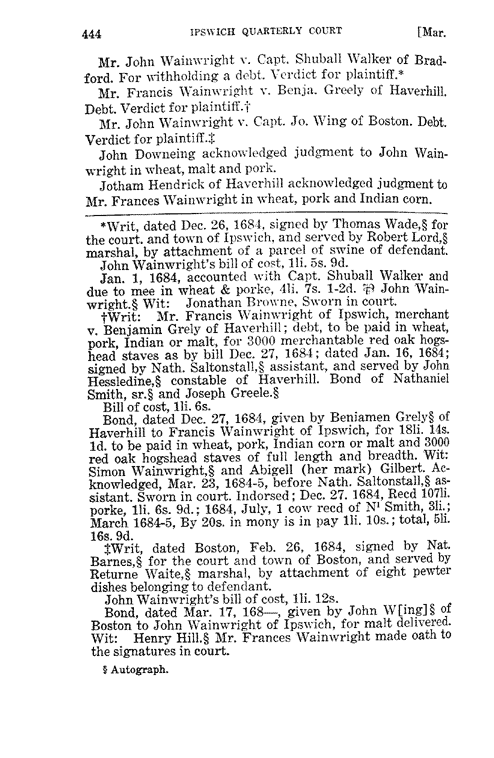 444 IPSWICH QUARTERLY COURT [Mar.
Mr. John Wainwright v. Capt. Shuball Walker of Brad-
ford. For withholding a debt. Verdict for plaintiff.*
Mr. Francis Wainwright v. Benja. Greely of Haverhill.
Debt. Verdict for plaintiff.†
Mr. John Wainwright v. Capt. Jo. Wing of Boston. Debt.
Verdict for plaintiff.‡
John Downeing acknowledged judgment to John Wain-
wright in wheat, malt and pork.
Jotham Hendrick of Haverhill acknowledged judgment to
Mr. Frances Wainwright in wheat, pork and Indian corn.
*Writ, dated Dec. 26, 1684, signed by Thomas Wade,§ for
the court. and town of Ipswich, and served by Robert Lord,§
marshal, by attachment of a parcel of swine of defendant.
John Wainwright's bill of cost, 1li. 5s. 9d.
Jan. 1, 1684, accounted with Capt. Shuball Walker and
due to mee in wheat & porke, 4li. 7s. 1-2d. ⅌ John Wain-
wright.§ Wit: Jonathan Browne, Sworn in court.
†Writ: Mr. Francis Wainwright of Ipswich, merchant
v. Benjamin Grely of Haverhill; debt, to be paid in wheat,
pork, Indian or malt, for 3000 merchantable red oak hogs-
head staves as by bill Dec. 27, 1684; dated Jan. 16, 1684;
signed by Nath. Saltonstall,§ assistant, and served by John
Hessledine,§ constable of Haverhill. Bond of Nathaniel
Smith, sr.§ and Joseph Greele.§
Bill of cost, 1li. 6s.
Bond, dated Dec. 27, 1684, given by Beniamen Grely§ of
Haverhill to Francis Wainwright of Ipswich, for 18li. 14s.
1d. to be paid in wheat, pork, Indian corn or malt and 3000
red oak hogshead staves of full length and breadth. Wit:
Simon Wainwright,§ and Abigell (her mark) Gilbert. Ac-
knowledged, Mar. 23, 1684-5, before Nath. Saltonstall,§ as-
sistant. Sworn in court. Indorsed; Dec. 27. 1684, Recd 107li.
porke, 1li. 6s. 9d.; 1684, July, 1 cow recd of Nˡ Smith, 3li.;
March 1684-5, By 20s. in mony is in pay 1li. 10s.; total, 5li.
16s. 9d.
‡Writ, dated Boston, Feb. 26, 1684, signed by Nat.
Barnes,§ for the court and town of Boston, and served by
Returne Waite,§ marshal, by attachment of eight pewter
dishes belonging to defendant.
John Wainwright's bill of cost, 1li. 12s.
Bond, dated Mar. 17, 168—, given by John W[ing]§ of
Boston to John Wainwright of Ipswich, for malt delivered.
Wit: Henry Hill.§ Mr. Frances Wainwright made oath to
the signatures in court.
§ Autograph.